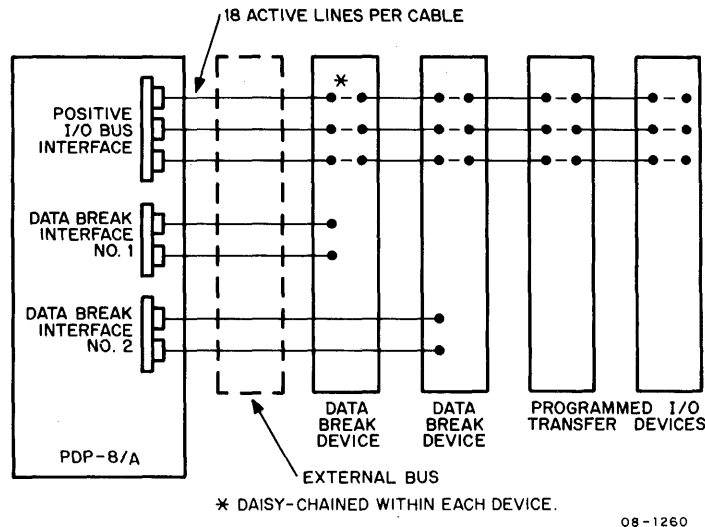 18 ACTIVE LINES PER CABLE
*
POSITIVE
I/O BUS
INTERFACE
DATA BREAK
INTERFACE
NO. 1
DATA BREAK
INTERFACE
NO. 2
PDP-8/A
DATA
BREAK
DEVICE
DATA
BREAK
DEVICE
PROGRAMMED I/O
TRANSFER DEVICES
EXTERNAL BUS
* DAISY-CHAINED WITHIN EACH DEVICE.
08-1260